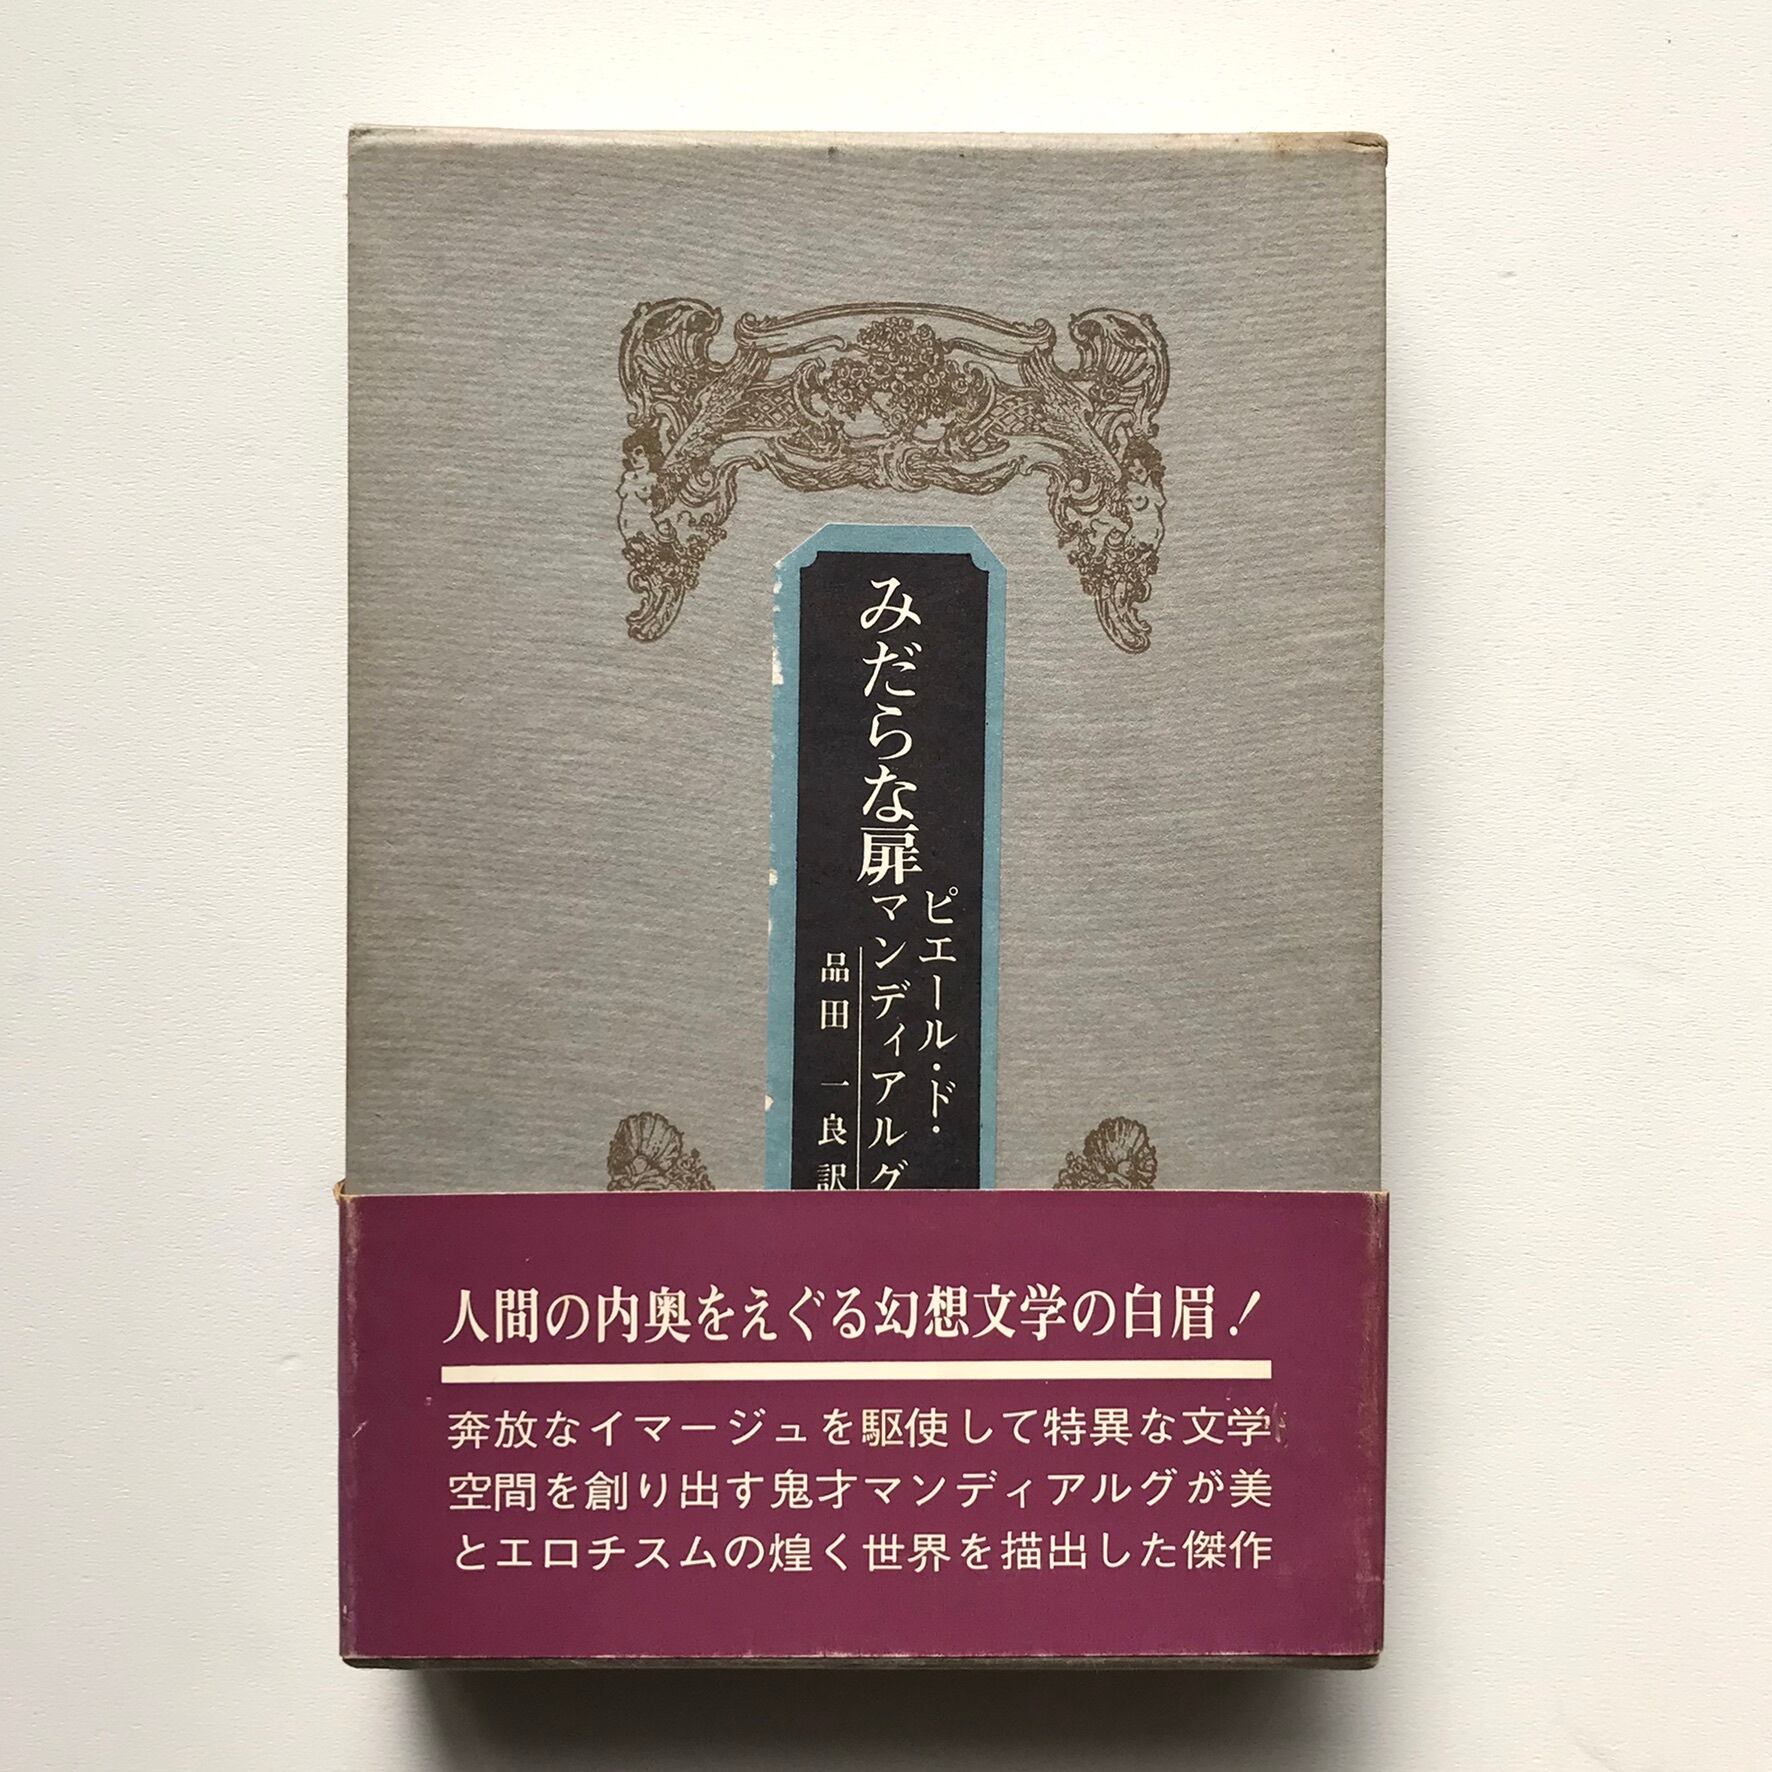 みだらな扉
ピエール・ド・
マンディアルグ
品田一良訳
人間の内奥をえぐる幻想文学の白眉！
奔放なイマージュを駆使して特異な文学
空間を創り出す鬼才マンディアルグが美
とエロチスムの煌く世界を描出した傑作